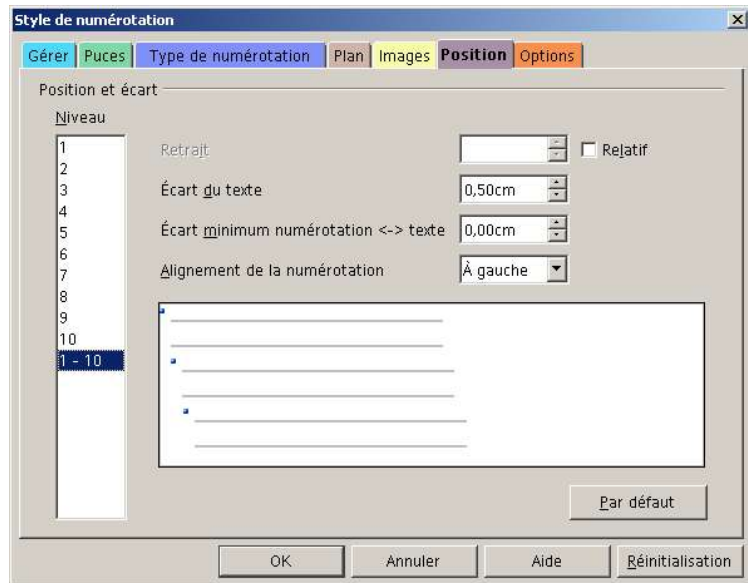 Style de numérotation
Gérer Puces Type de numérotation Plan Images Position Options
Position et écart
Niveau
1
2
3
4
5
6
7
8
9
10
1 - 10
Retrait
Relatif
Écart du texte 0,50cm
Écart minimum numérotation <-> texte 0,00cm
Alignement de la numérotation À gauche
Par défaut
OK Annuler Aide Réinitialisation